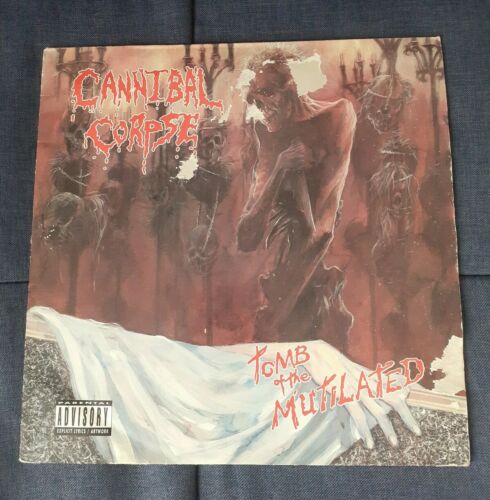 CANNIBAL
CORPSE
TOMB
of the
MUTILATED
PARENTAL
ADVISORY
EXPLICIT LYRICS / ARTWORK